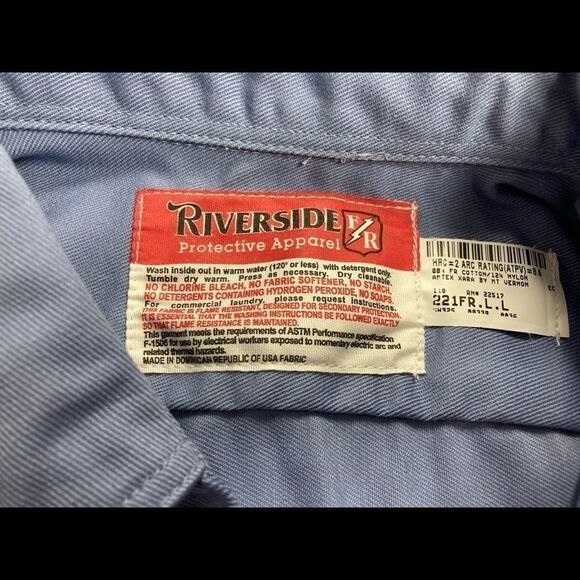 RIVERSIDE FR
Protective Apparel
Wash inside out in warm water (120° or less) with detergent only.
Tumble dry warm. Press as necessary. Dry cleanable.
NO CHLORINE BLEACH, NO FABRIC SOFTENER, NO STARCH,
NO DETERGENTS CONTAINING HYDROGEN PEROXIDE, NO SOAPS.
For commercial laundry, please request instructions.
THIS FABRIC IS FLAME RESISTANT. DESIGNED FOR SECONDARY PROTECTION.
IT IS ESSENTIAL THAT THE WASHING INSTRUCTIONS BE FOLLOWED EXACTLY
SO THAT FLAME RESISTANCE IS MAINTAINED.
This garment meets the requirements of ASTM Performance specification
F-1506 for use by electrical workers exposed to momentary electric arc and
related thermal hazards.
MADE IN DOMINICAN REPUBLIC OF USA FABRIC
HRC=2 ARC RATING(ATPV)=8.
88% FR COTTON/12% NYLON
AMTEX XARA BY MT VERNON
RN# 22517
221FR.L.L